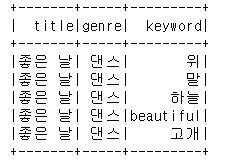 +-------+-----+---------+
|  title|genre|  keyword|
+-------+-----+---------+
|좋은 날| 댄스|       위|
|좋은 날| 댄스|       말|
|좋은 날| 댄스|     하늘|
|좋은 날| 댄스|beautiful|
|좋은 날| 댄스|     고개|
+-------+-----+---------+